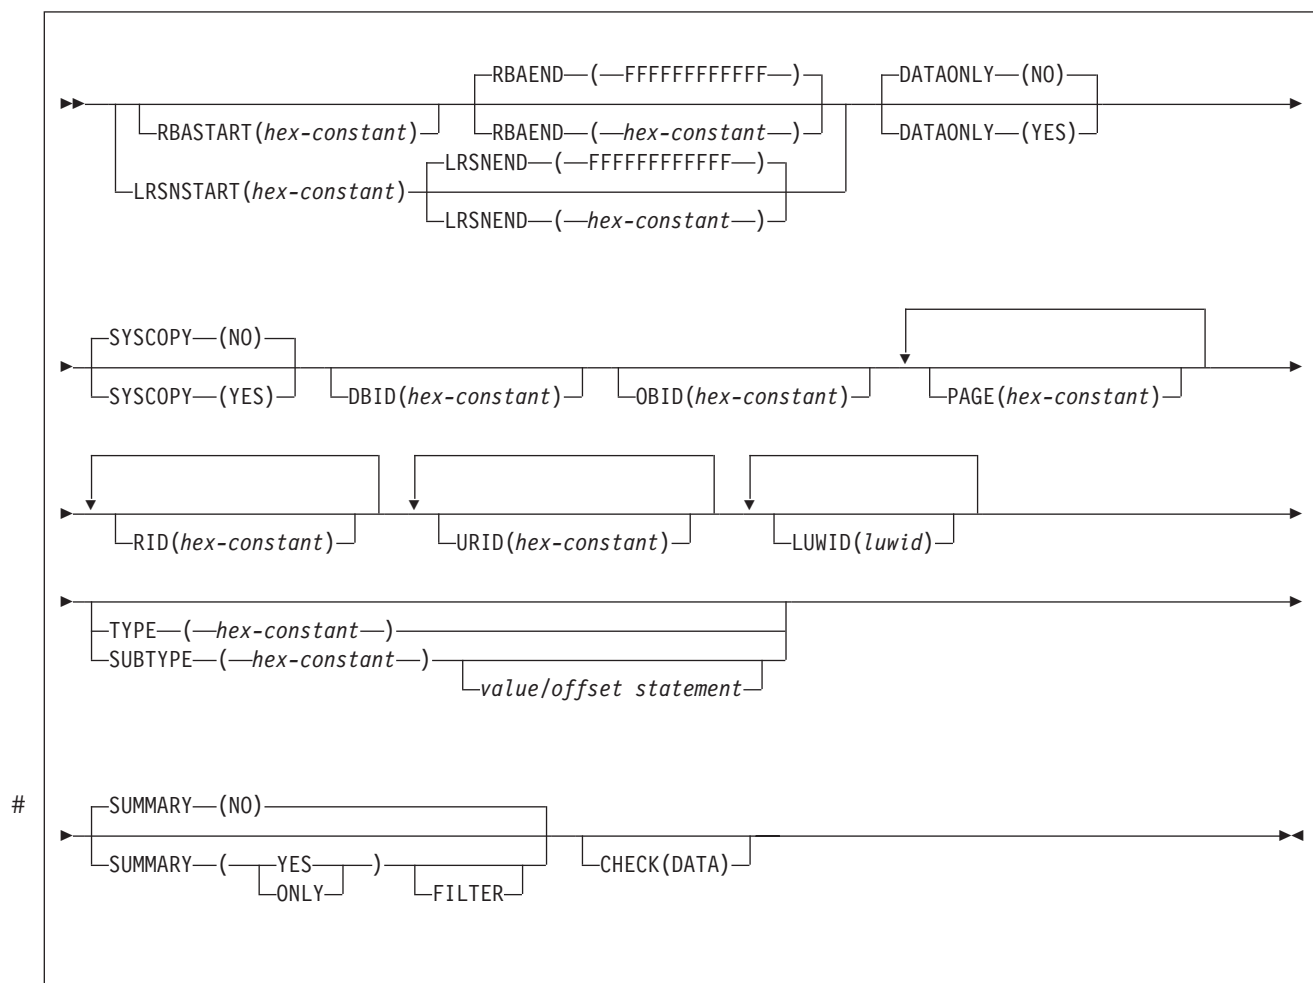 RBAEND—(—FFFFFFFFFFFF—) DATAONLY—(NO)
RBASTART(hex-constant) RBAEND—(—hex-constant—) DATAONLY—(YES)
LRSNEND—(—FFFFFFFFFFFF—)
LRSNSTART(hex-constant)
LRSNEND—(—hex-constant—)
SYSCOPY—(NO)
SYSCOPY—(YES) DBID(hex-constant) OBID(hex-constant) PAGE(hex-constant)
RID(hex-constant) URID(hex-constant) LUWID(luwid)
TYPE—(—hex-constant—)
SUBTYPE—(—hex-constant—)
value/offset statement
# SUMMARY—(NO)
SUMMARY—(—YES—) CHECK(DATA)
ONLY FILTER